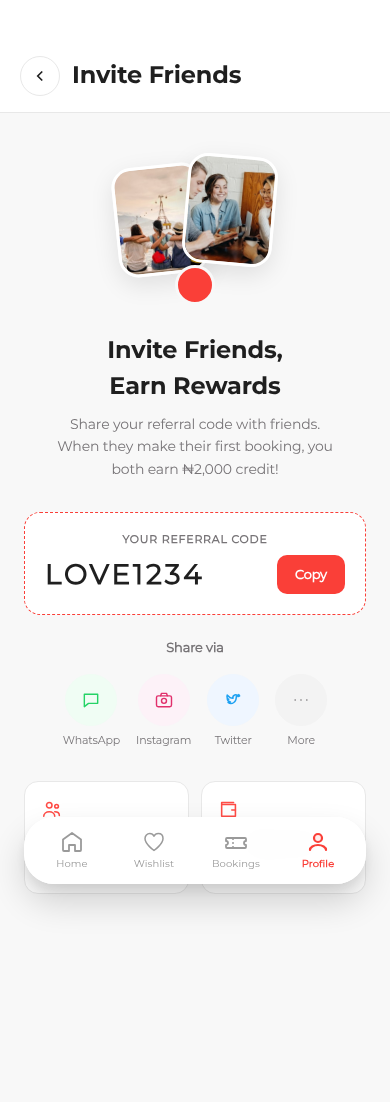 Invite Friends
Invite Friends,
Earn Rewards
Share your referral code with friends.
When they make their first booking, you
both earn ₦2,000 credit!
YOUR REFERRAL CODE
LOVE1234
Copy
Share via
WhatsApp
Instagram
Twitter
More
Home
Wishlist
Bookings
Profile